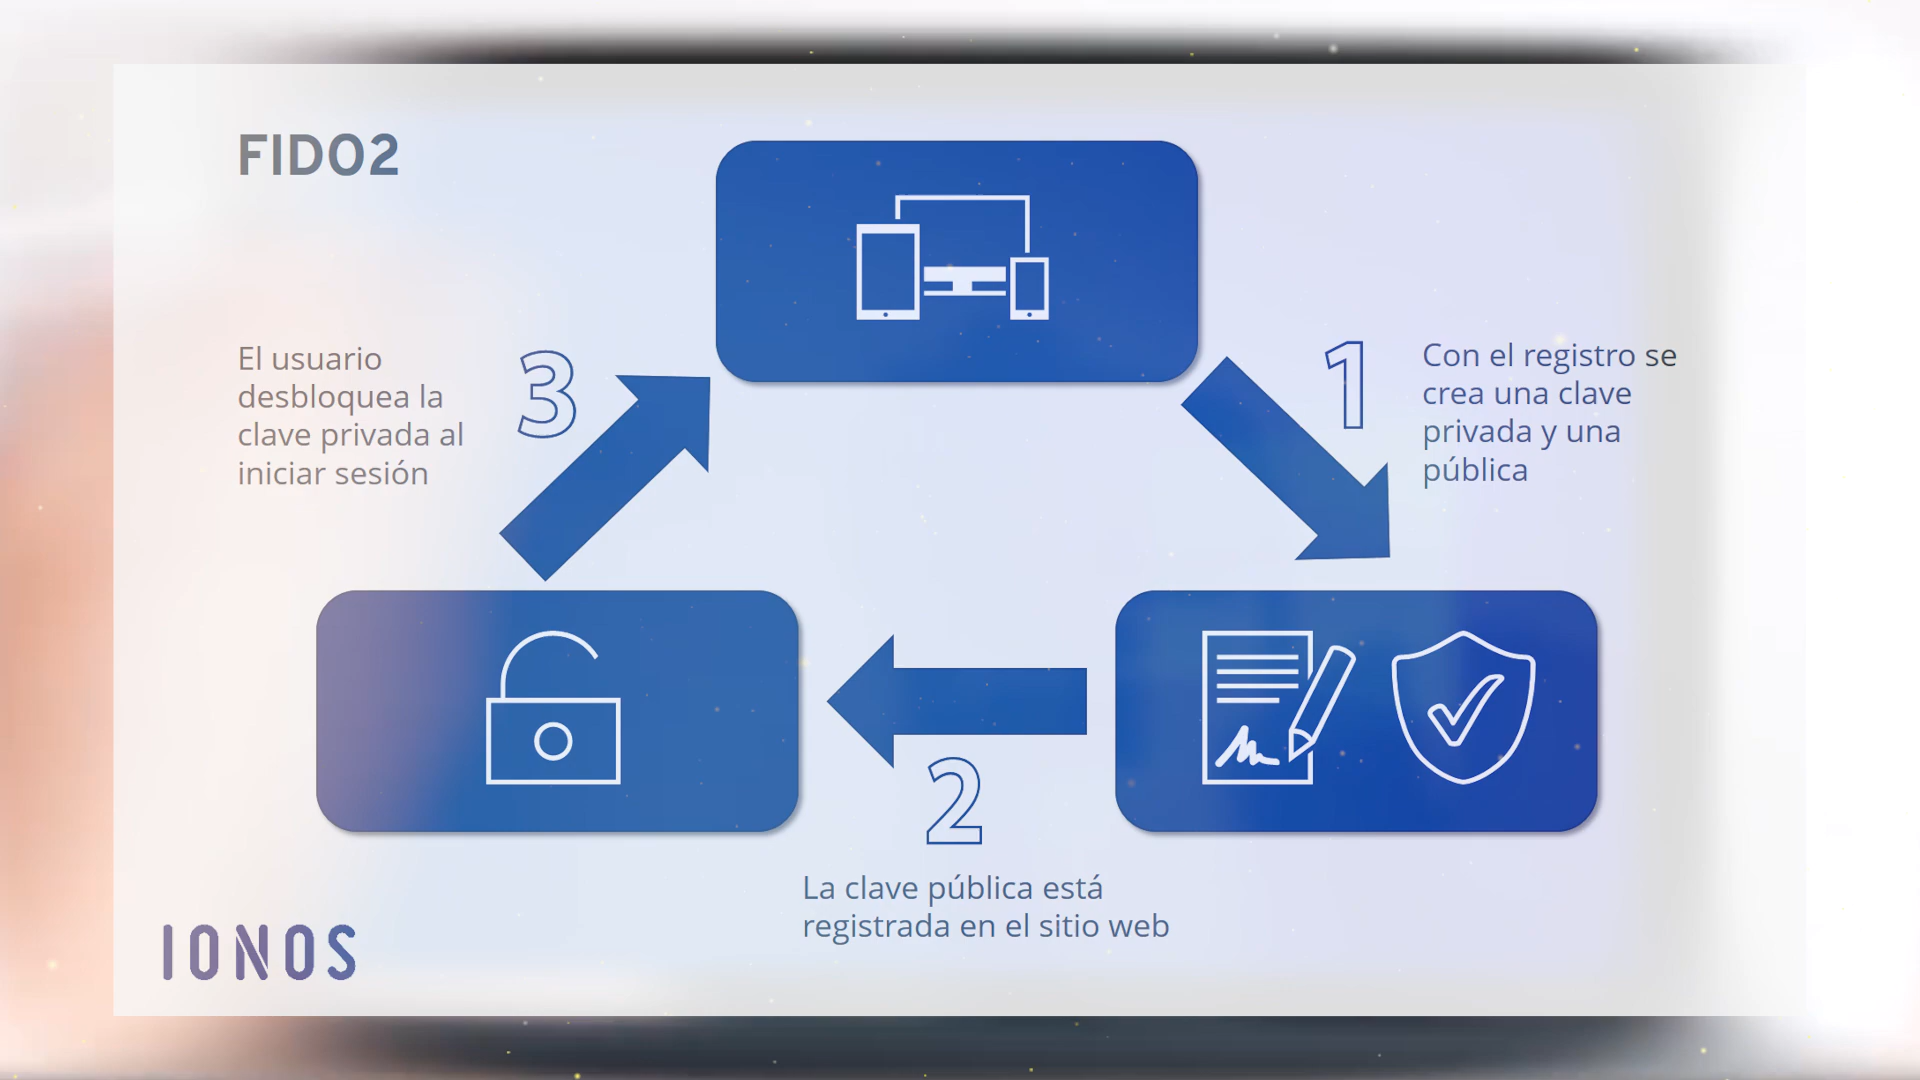 FIDO2
1
Con el registro se
crea una clave
privada y una
pública
2
La clave pública está
registrada en el sitio web
3
El usuario
desbloquea la
clave privada al
iniciar sesión
IONOS